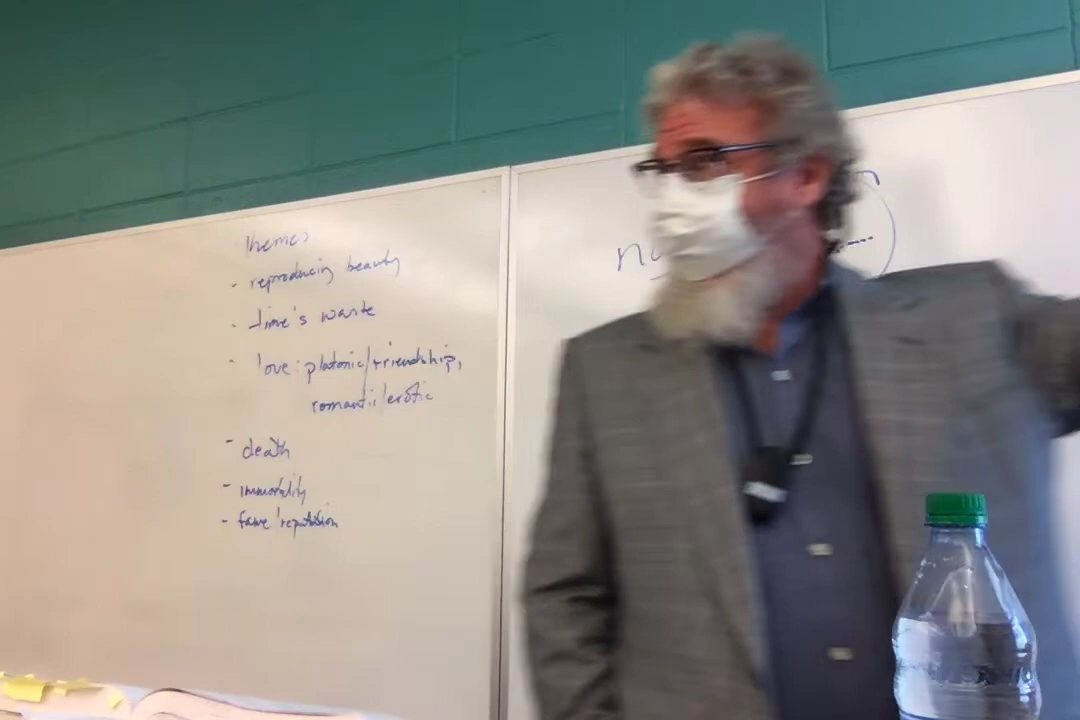 themes
- reproducing beauty
- time's waste
- love: platonic/friendship,
romantic/erotic
- death
- immortality
- fame/reputation